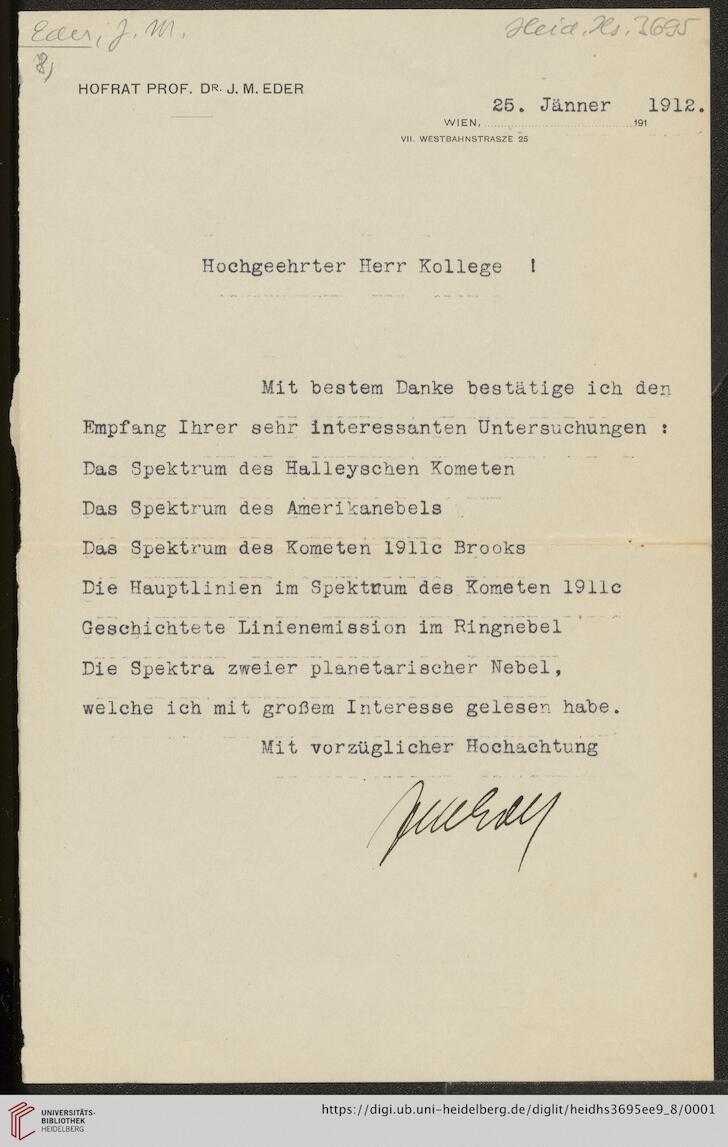 Eder, J. M.
Heid. Hs. 3695
8)
HOFRAT PROF. DR. J. M. EDER
25. Jänner 1912.
WIEN, 191
VII. WESTBAHNSTRASZE 25
Hochgeehrter Herr Kollege !
Mit bestem Danke bestätige ich den
Empfang Ihrer sehr interessanten Untersuchungen :
Das Spektrum des Halleyschen Kometen
Das Spektrum des Amerikanebels
Das Spektrum des Kometen 1911c Brooks
Die Hauptlinien im Spektrum des Kometen 1911c
Geschichtete Linienemission im Ringnebel
Die Spektra zweier planetarischer Nebel,
welche ich mit großem Interesse gelesen habe.
Mit vorzüglicher Hochachtung
JMEder
UNIVERSITÄTS-
BIBLIOTHEK
HEIDELBERG
https://digi.ub.uni-heidelberg.de/diglit/heidhs3695ee9_8/0001